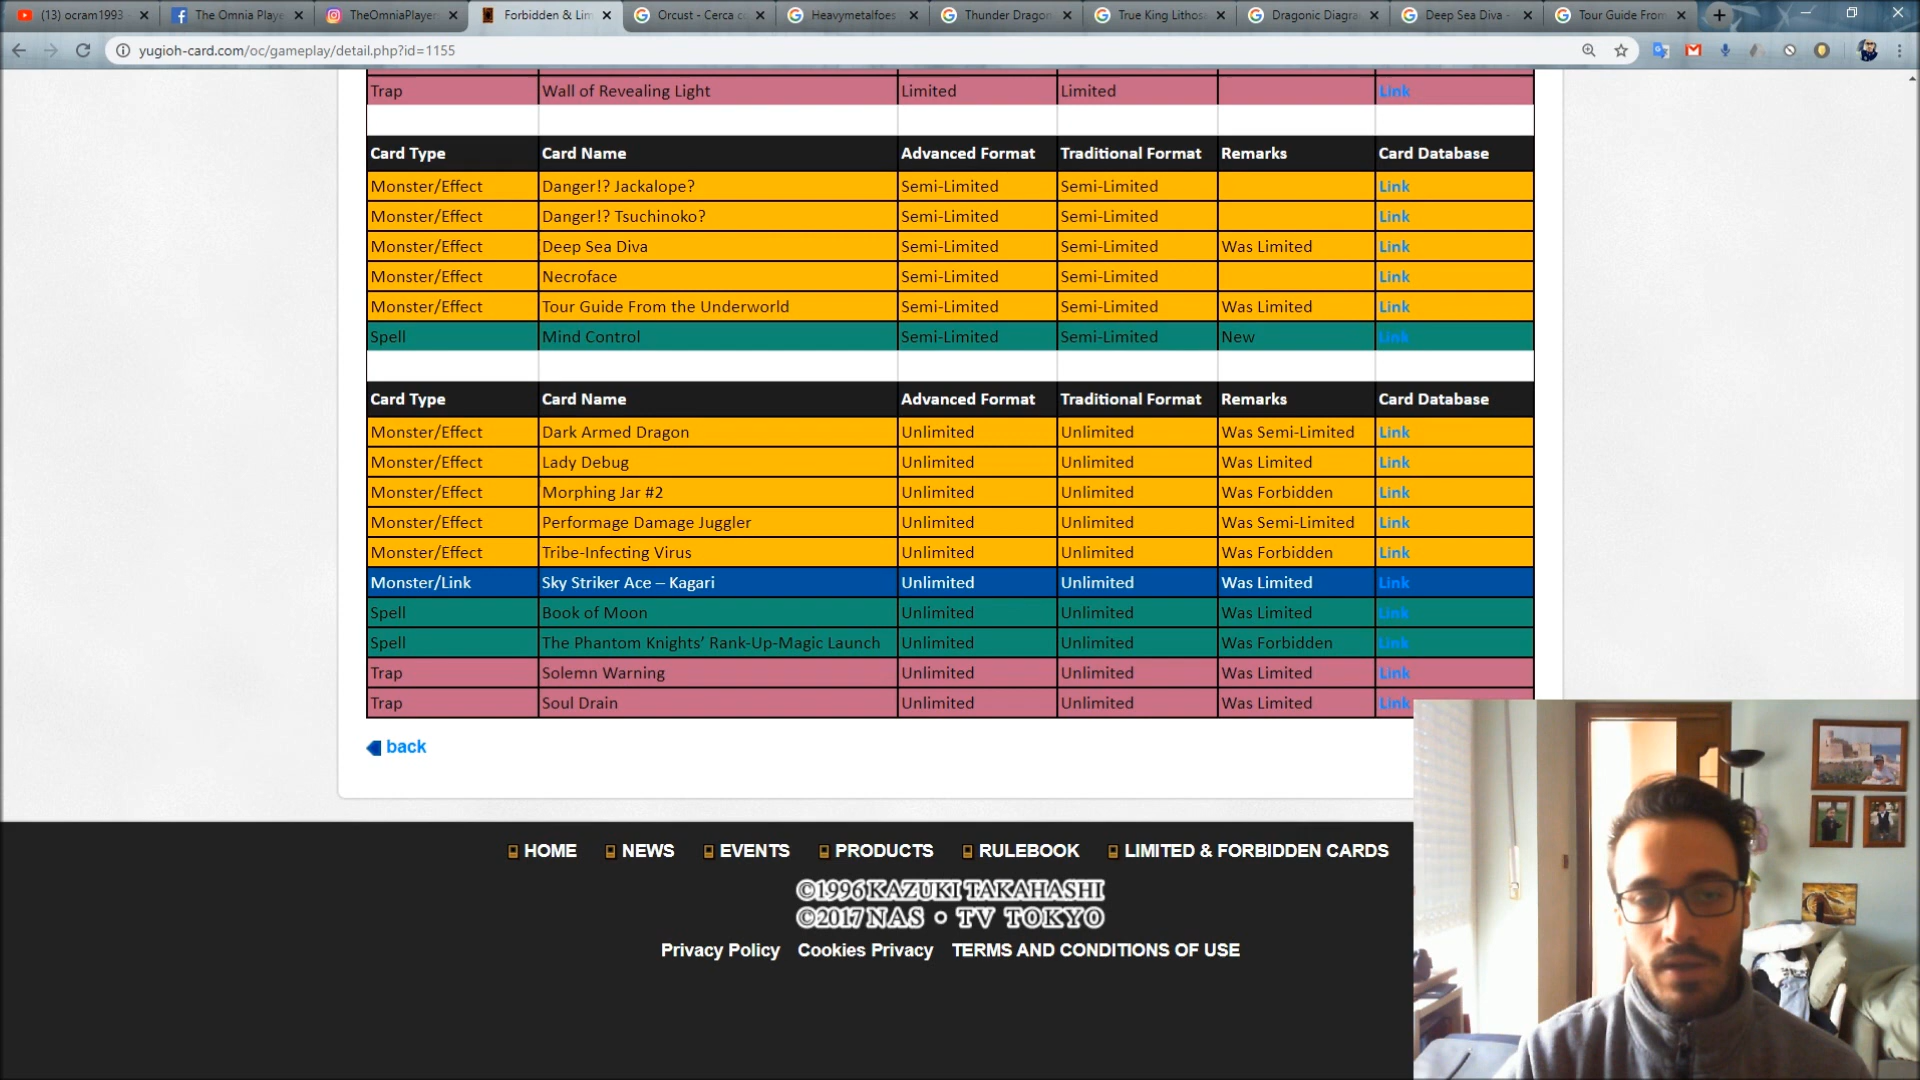 (13) ocram1993
The Omnia Playe
TheOmniaPlayer
Forbidden & Lim
Orcust - Cerca c
Heavymetalfoes
Thunder Dragon
True King Lithos
Dragonic Diagra
Deep Sea Diva -
Tour Guide From
yugioh-card.com/oc/gameplay/detail.php?id=1155
Trap Wall of Revealing Light Limited Limited Link
Card Type Card Name Advanced Format Traditional Format Remarks Card Database
Monster/Effect Danger!? Jackalope? Semi-Limited Semi-Limited Link
Monster/Effect Danger!? Tsuchinoko? Semi-Limited Semi-Limited Link
Monster/Effect Deep Sea Diva Semi-Limited Semi-Limited Was Limited Link
Monster/Effect Necroface Semi-Limited Semi-Limited Link
Monster/Effect Tour Guide From the Underworld Semi-Limited Semi-Limited Was Limited Link
Spell Mind Control Semi-Limited Semi-Limited New Link
Card Type Card Name Advanced Format Traditional Format Remarks Card Database
Monster/Effect Dark Armed Dragon Unlimited Unlimited Was Semi-Limited Link
Monster/Effect Lady Debug Unlimited Unlimited Was Limited Link
Monster/Effect Morphing Jar #2 Unlimited Unlimited Was Forbidden Link
Monster/Effect Performage Damage Juggler Unlimited Unlimited Was Semi-Limited Link
Monster/Effect Tribe-Infecting Virus Unlimited Unlimited Was Forbidden Link
Monster/Link Sky Striker Ace – Kagari Unlimited Unlimited Was Limited Link
Spell Book of Moon Unlimited Unlimited Was Limited Link
Spell The Phantom Knights' Rank-Up-Magic Launch Unlimited Unlimited Was Forbidden Link
Trap Solemn Warning Unlimited Unlimited Was Limited Link
Trap Soul Drain Unlimited Unlimited Was Limited Link
back
HOME NEWS EVENTS PRODUCTS RULEBOOK LIMITED & FORBIDDEN CARDS
©1996 KAZUKI TAKAHASHI
©2017 NAS • TV TOKYO
Privacy Policy Cookies Privacy TERMS AND CONDITIONS OF USE